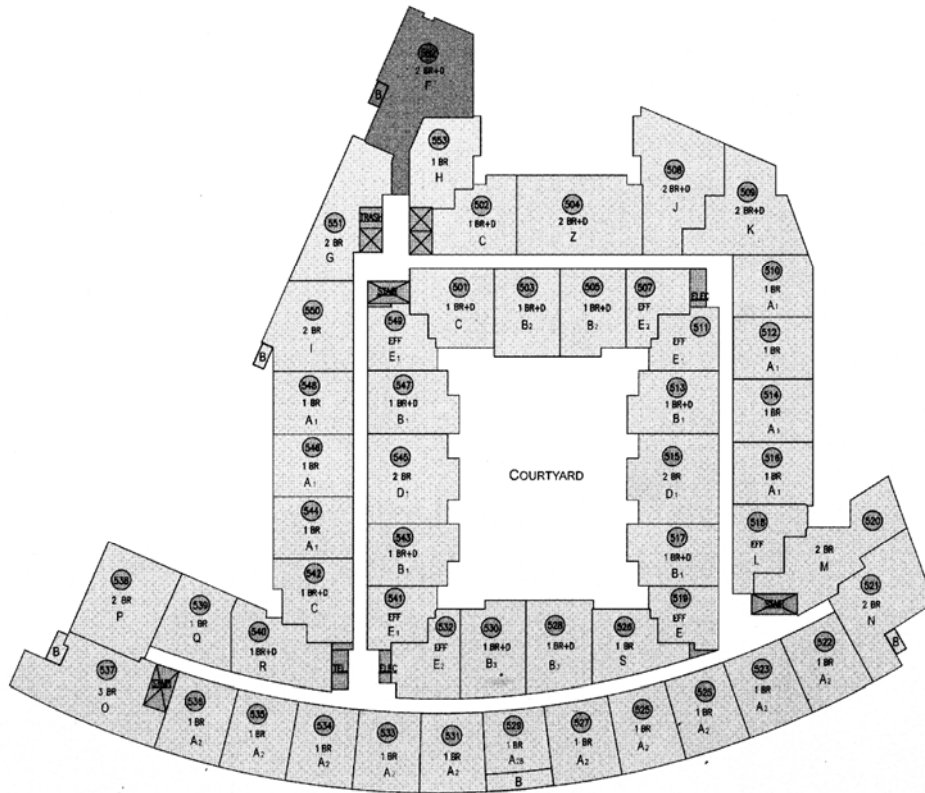 2 BR+D
F
B
553
1 BR
H
508
2 BR+D
J
509
2 BR+D
K
502
1 BR+D
C
504
2 BR+D
Z
551
2 BR
G
TRASH
510
1 BR
A1
501
1 BR+D
C
503
1 BR+D
B2
505
1 BR+D
507
EFF
E2
ELEC
STAIR
550
2 BR
I
B
549
EFF
E1
511
EFF
E
512
1 BR
A1
548
1 BR
A1
547
1 BR+D
B1
513
1 BR+D
B1
514
1 BR
A1
546
1 BR
A1
545
2 BR
D1
COURTYARD
515
2 BR
D1
516
1 BR
A1
544
1 BR
A1
543
1 BR+D
B1
517
1 BR+D
B1
518
EFF
L
520
2 BR
M
521
2 BR
N
B
538
2 BR
P
539
1 BR
Q
542
1 BR+D
C
541
EFF
E1
519
EFF
E
STAIR
540
1 BR+D
R
532
EFF
E2
530
1 BR+D
B3
528
1 BR+D
526
1 BR
S
B
537
3 BR
O
TEL
ELEC
536
1 BR
A2
535
1 BR
A2
534
1 BR
A2
533
1 BR
A2
531
1 BR
A2
529
1 BR
A2B
B
527
1 BR
A2
525
1 BR
A2
1 BR
A2
523
1 BR
A2
522
1 BR
A2